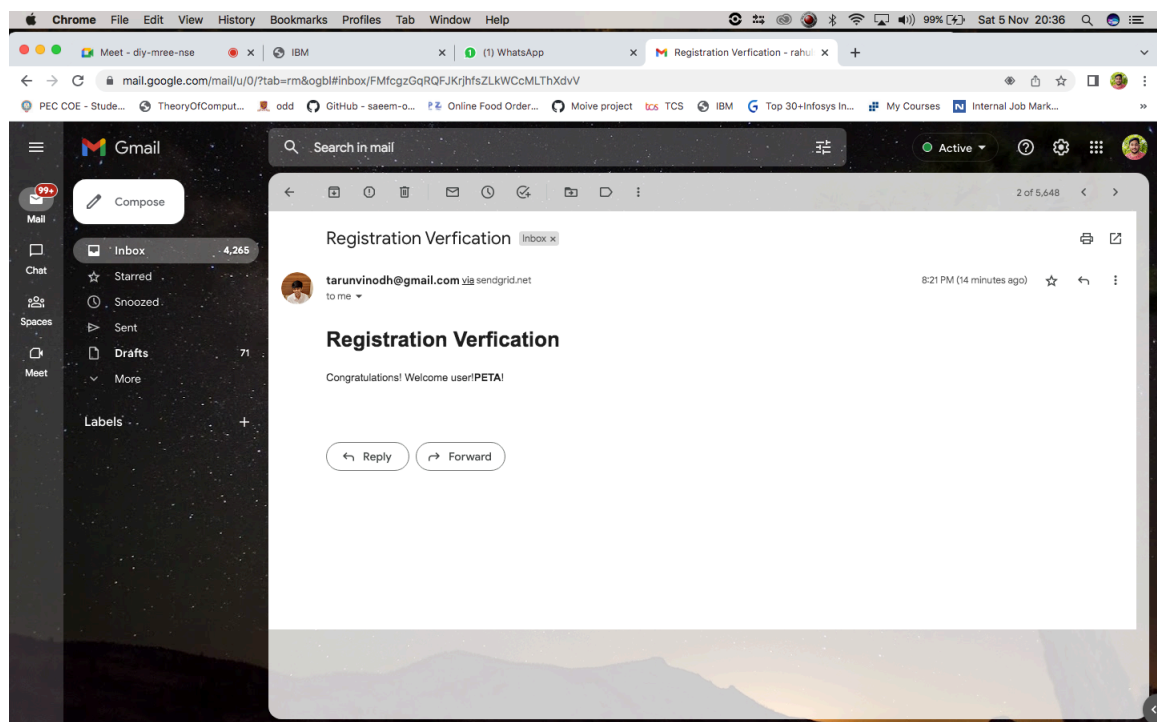 Chrome File Edit View History Bookmarks Profiles Tab Window Help 99% Sat 5 Nov 20:36
Meet - diy-mree-nse IBM (1) WhatsApp Registration Verfication - rahul
mail.google.com/mail/u/0/?tab=rm&ogbl#inbox/FMfcgzGqRQFJKrjhfsZLkWCcMLThXdvV
PEC COE - Stude... TheoryOfComput... odd GitHub - saeem-o... Online Food Order... Moive project tcs TCS IBM Top 30+Infosys In... My Courses Internal Job Mark... »
Gmail Search in mail Active
99+ Compose 2 of 5,648
Mail
Registration Verfication Inbox x
Inbox 4,265
Chat
Starred tarunvinodh@gmail.com via sendgrid.net 8:21 PM (14 minutes ago)
to me
Snoozed
Spaces
Sent
Registration Verfication
Drafts 71
Meet
More Congratulations! Welcome user!PETA!
Labels +
Reply Forward